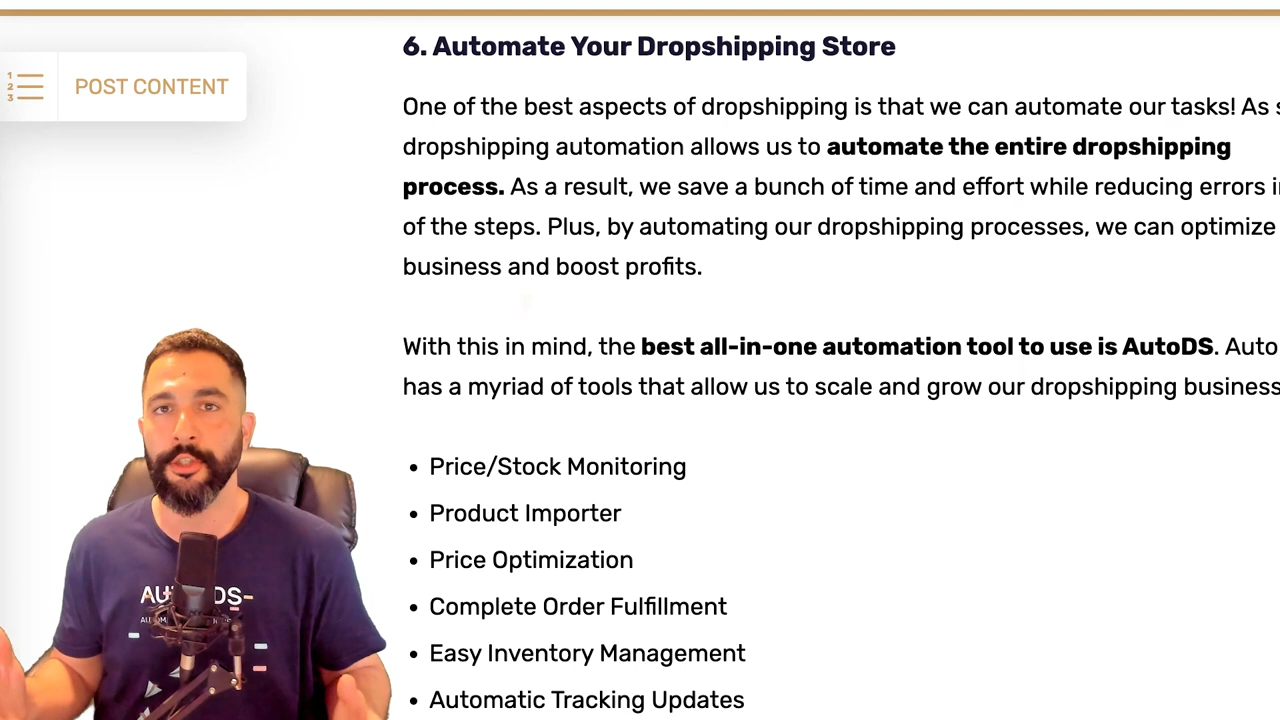 6. Automate Your Dropshipping Store
1
2
3
POST CONTENT
One of the best aspects of dropshipping is that we can automate our tasks! As
dropshipping automation allows us to automate the entire dropshipping
process. As a result, we save a bunch of time and effort while reducing errors
of the steps. Plus, by automating our dropshipping processes, we can optimize
business and boost profits.
With this in mind, the best all-in-one automation tool to use is AutoDS. Auto
has a myriad of tools that allow us to scale and grow our dropshipping business
• Price/Stock Monitoring
• Product Importer
• Price Optimization
• Complete Order Fulfillment
• Easy Inventory Management
• Automatic Tracking Updates